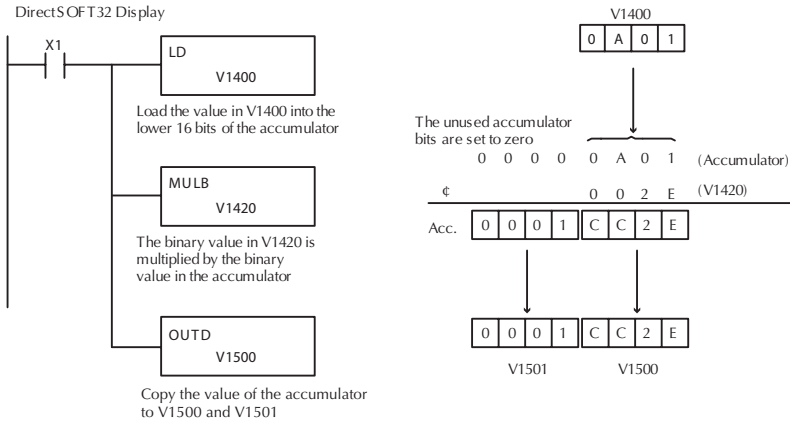 DirectSOFT32 Display
X1
LD
V1400
Load the value in V1400 into the
lower 16 bits of the accumulator
MULB
V1420
The binary value in V1420 is
multiplied by the binary
value in the accumulator
OUTD
V1500
Copy the value of the accumulator
to V1500 and V1501
V1400
0 A 0 1
The unused accumulator
bits are set to zero
0 0 0 0 0 A 0 1 (Accumulator)
¢ 0 0 2 E (V1420)
Acc. 0 0 0 1 C C 2 E
0 0 0 1 C C 2 E
V1501 V1500